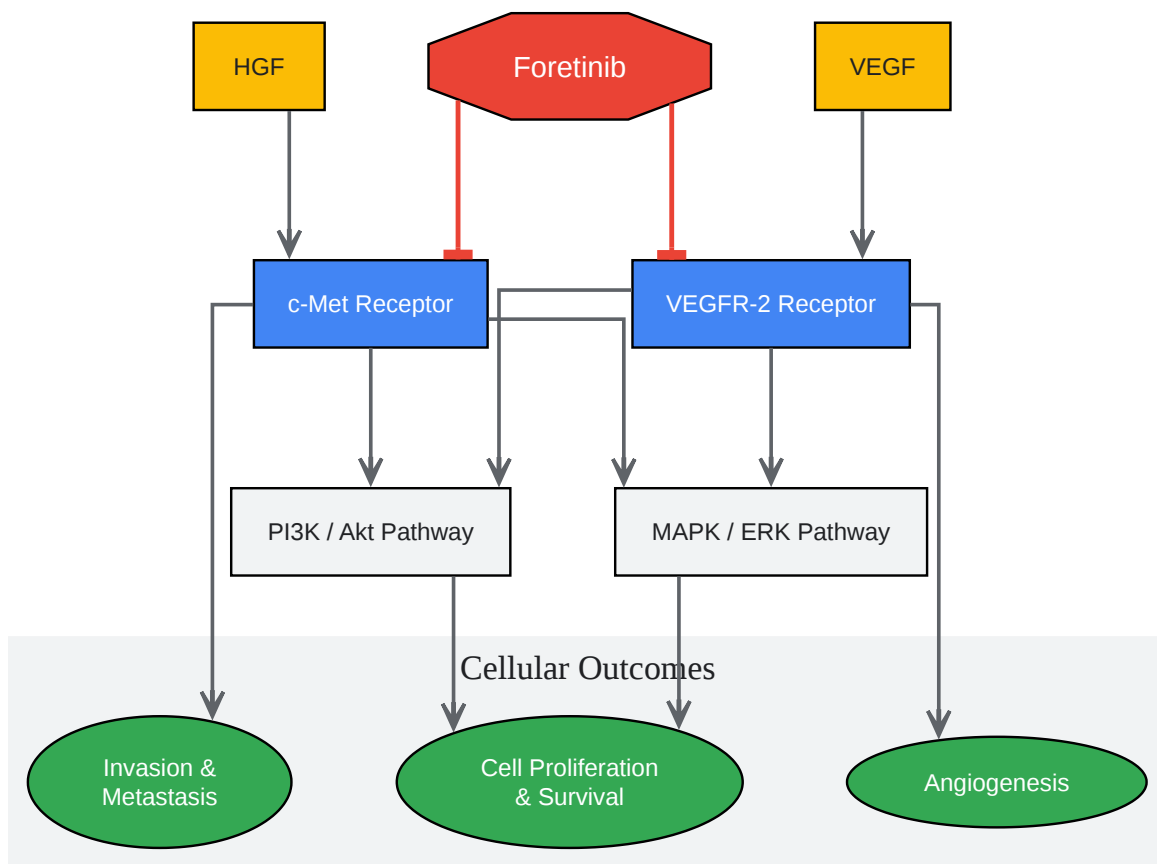 HGF
Foretinib
VEGF
c-Met Receptor
VEGFR-2 Receptor
PI3K / Akt Pathway
MAPK / ERK Pathway
Cellular Outcomes
Invasion &
Metastasis
Cell Proliferation
& Survival
Angiogenesis